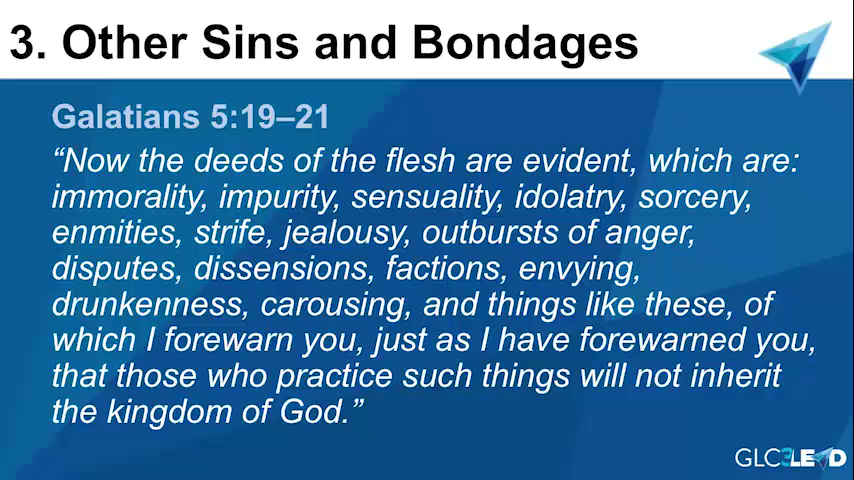 3. Other Sins and Bondages
Galatians 5:19–21
“Now the deeds of the flesh are evident, which are:
immorality, impurity, sensuality, idolatry, sorcery,
enmities, strife, jealousy, outbursts of anger,
disputes, dissensions, factions, envying,
drunkenness, carousing, and things like these, of
which I forewarn you, just as I have forewarned you,
that those who practice such things will not inherit
the kingdom of God.”